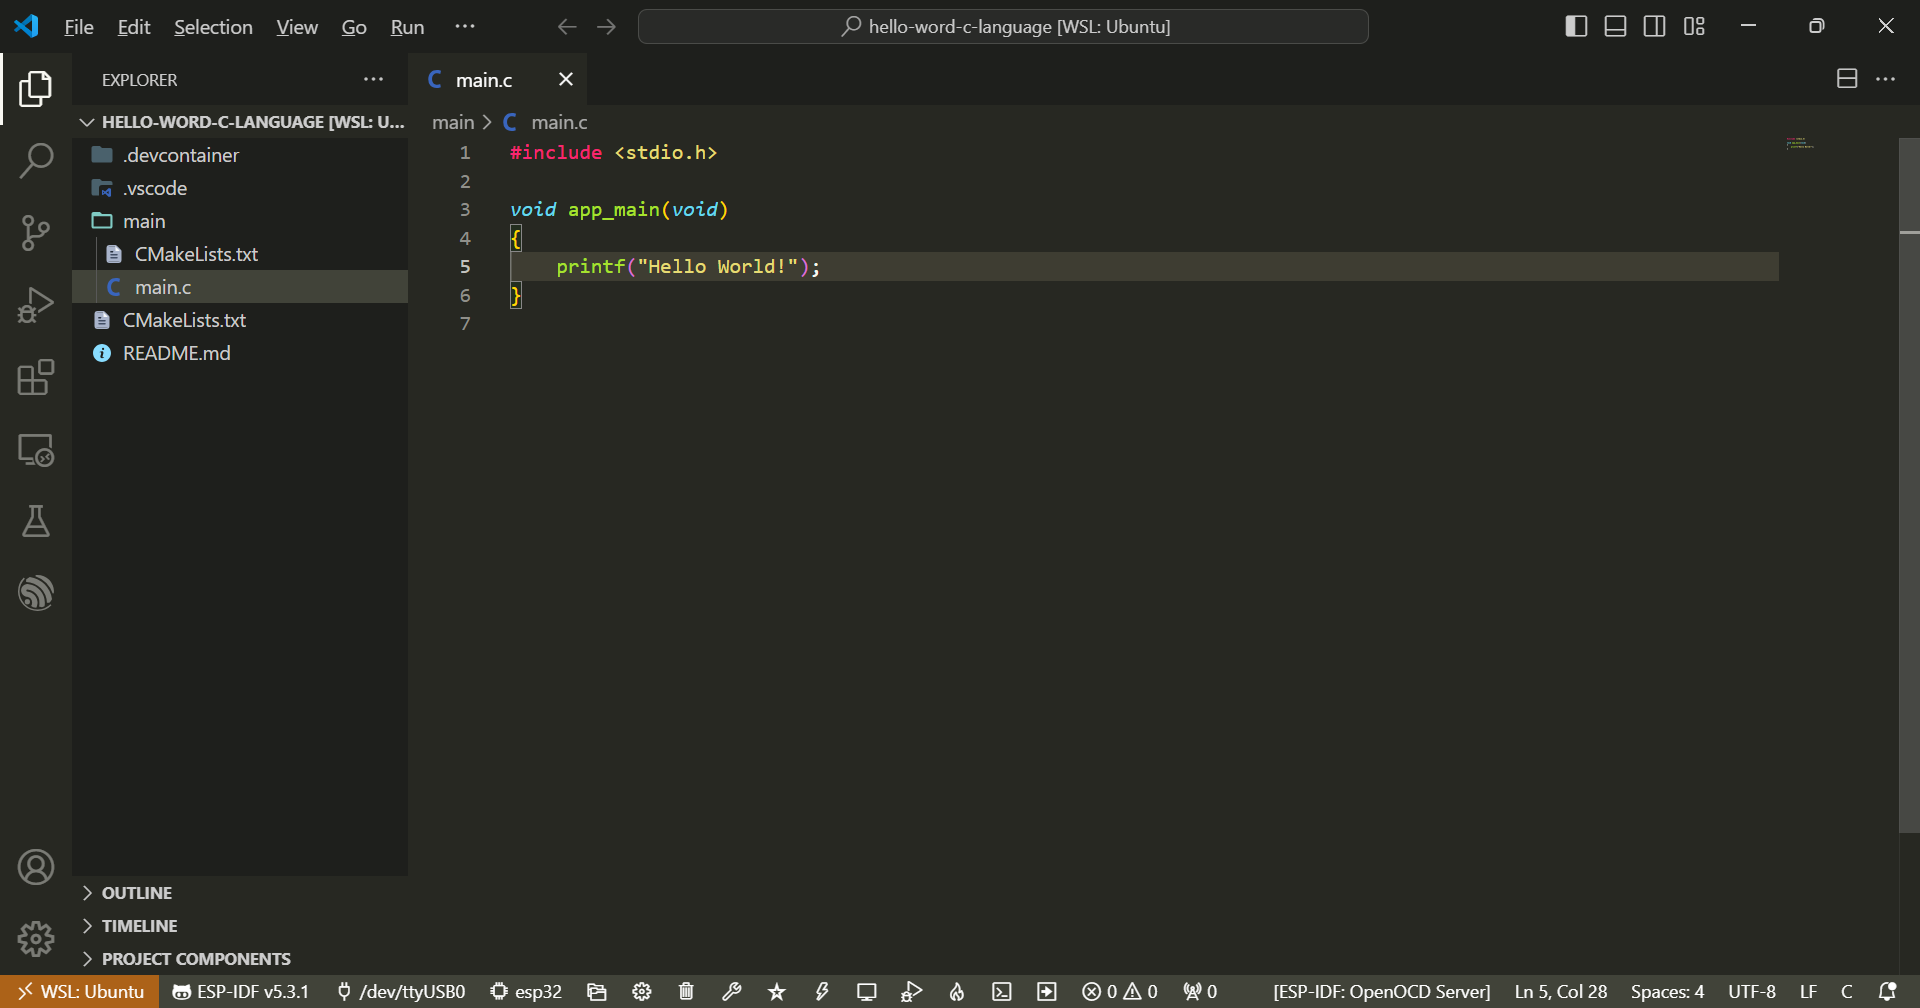 File Edit Selection View Go Run ···
hello-word-c-language [WSL: Ubuntu]
EXPLORER
HELLO-WORD-C-LANGUAGE [WSL: U...
.devcontainer
.vscode
main
CMakeLists.txt
main.c
CMakeLists.txt
README.md
OUTLINE
TIMELINE
PROJECT COMPONENTS
main.c
main > main.c
1 #include <stdio.h>
2
3 void app_main(void)
4 {
5     printf("Hello World!");
6 }
7
WSL: Ubuntu ESP-IDF v5.3.1 /dev/ttyUSB0 esp32 0 0 0 [ESP-IDF: OpenOCD Server] Ln 5, Col 28 Spaces: 4 UTF-8 LF C